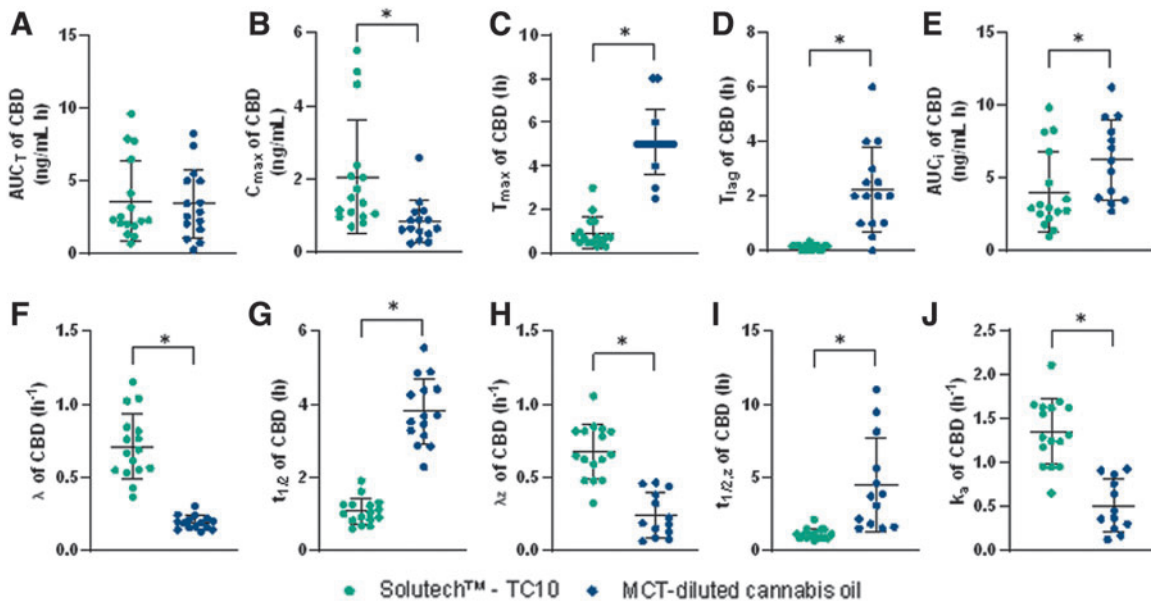 A
AUC_T of CBD
(ng/mL h)
15
10
5
0
B
C_max of CBD
(ng/mL)
6
4
2
0
*
C
T_max of CBD (h)
10
8
6
4
2
0
*
D
T_lag of CBD (h)
8
6
4
2
0
*
E
AUC_i of CBD
(ng/mL h)
15
10
5
0
*
F
λ of CBD (h⁻¹)
1.5
1.0
0.5
0.0
*
G
t_1/2 of CBD (h)
6
4
2
0
*
H
λ_z of CBD (h⁻¹)
1.5
1.0
0.5
0.0
*
I
t_1/2,z of CBD (h)
15
10
5
0
*
J
k_a of CBD (h⁻¹)
2.5
2.0
1.5
1.0
0.5
0.0
*
Solutech™ - TC10
MCT-diluted cannabis oil